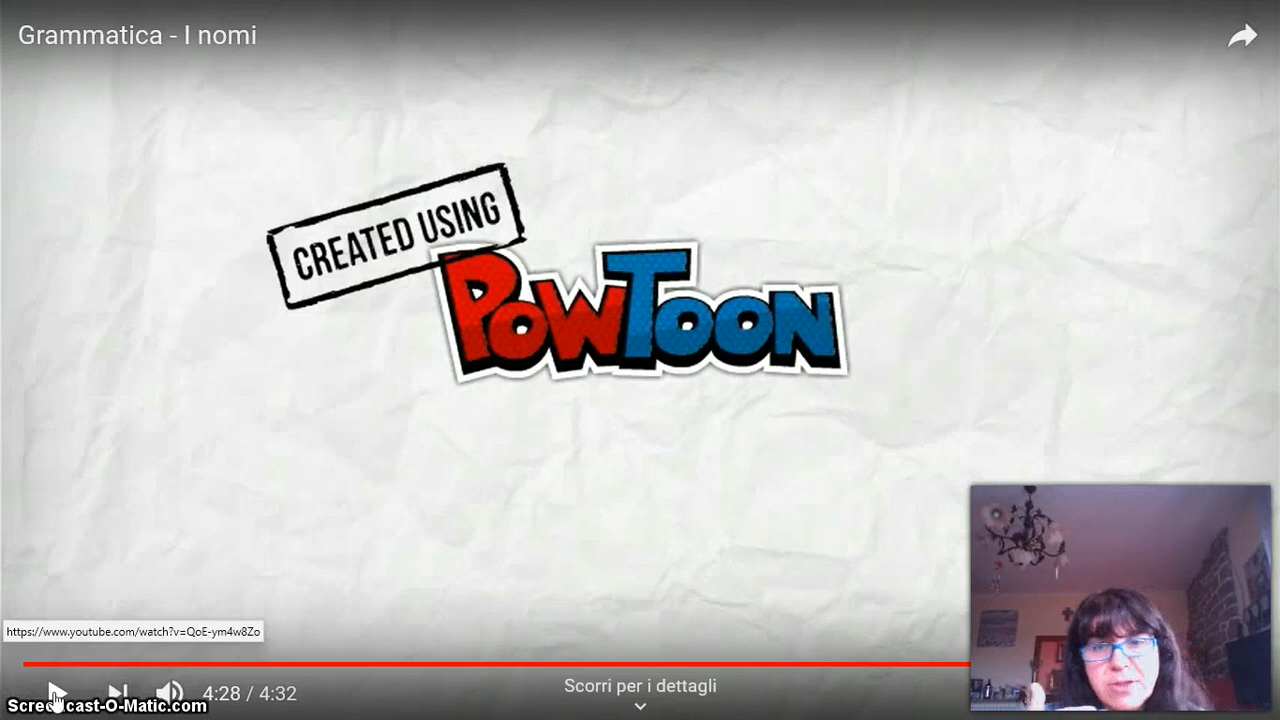 Grammatica - I nomi
CREATED USING
POWTOON
https://www.youtube.com/watch?v=QoE-ym4w8Zo
4:28 / 4:32
Scorri per i dettagli
Screencast-O-Matic.com